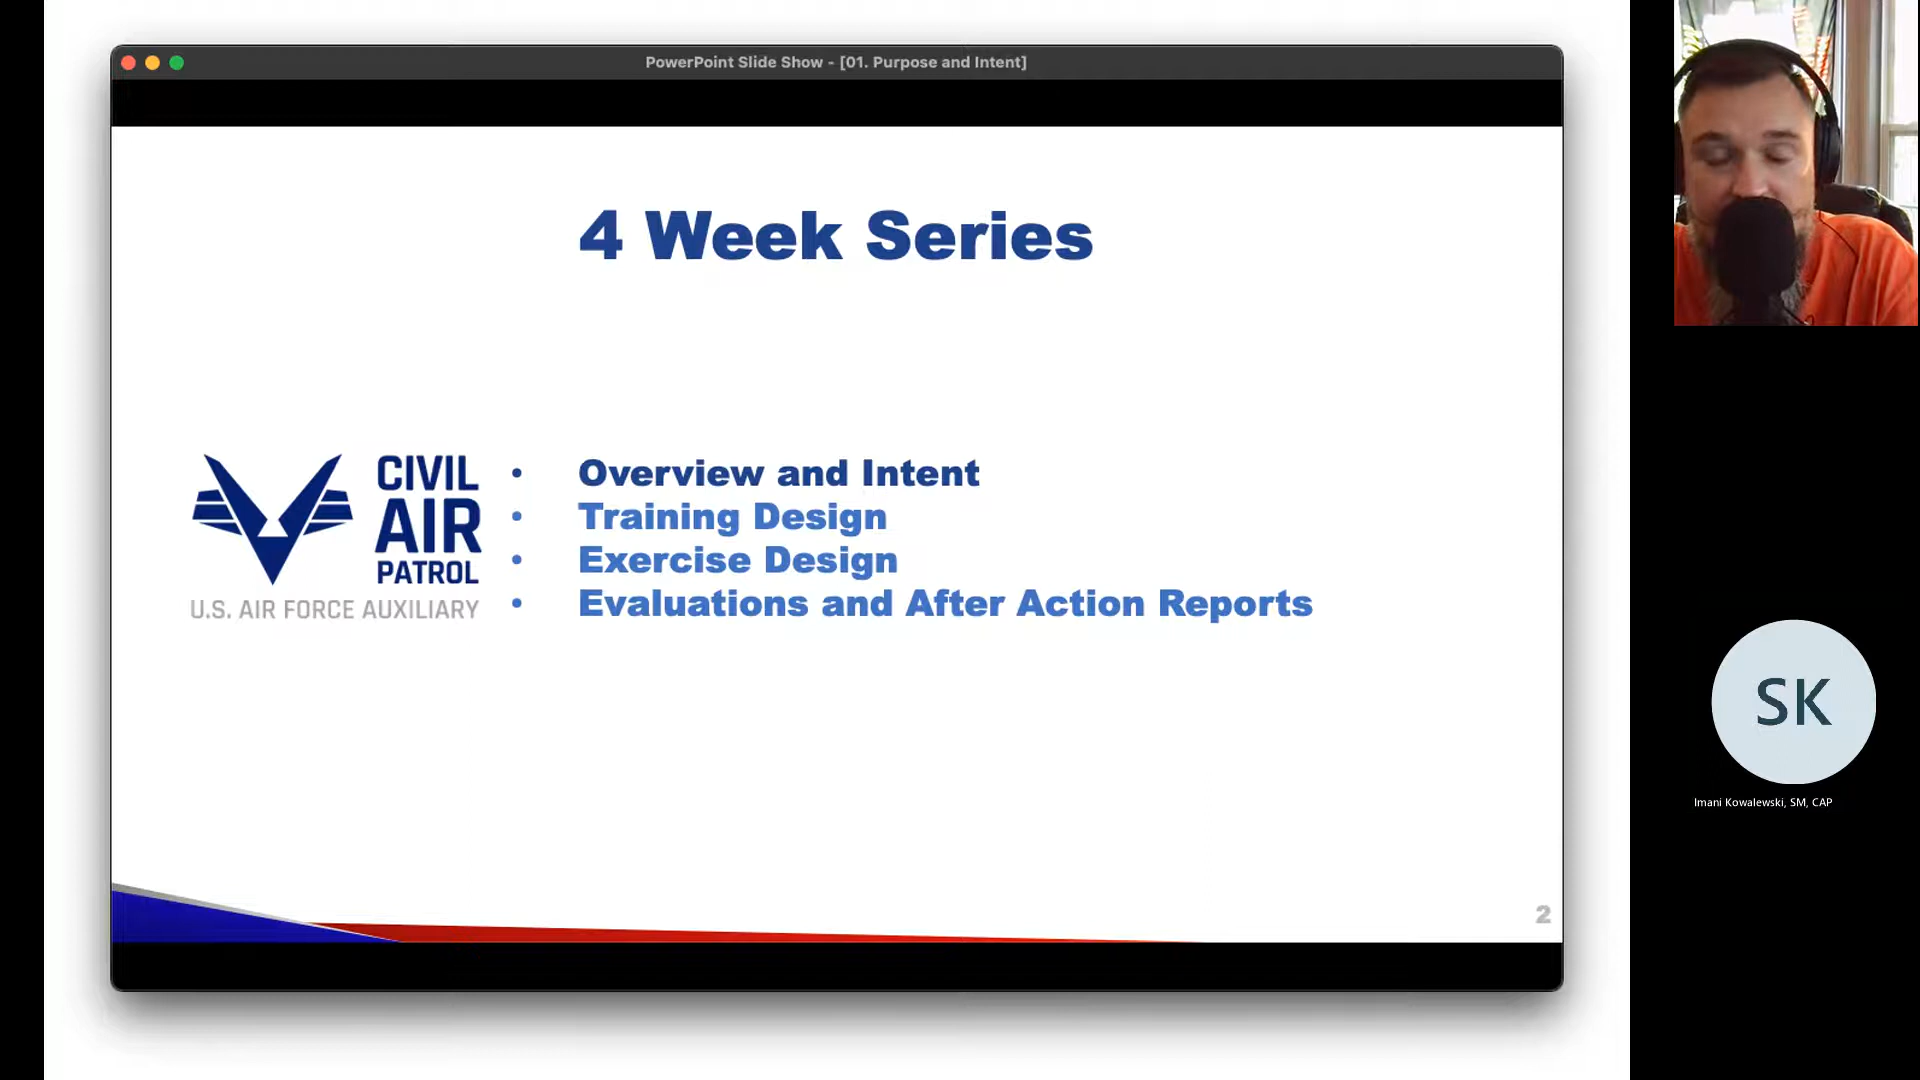 PowerPoint Slide Show - [01. Purpose and Intent]
4 Week Series
CIVIL
AIR
PATROL
U.S. AIR FORCE AUXILIARY
• Overview and Intent
• Training Design
• Exercise Design
• Evaluations and After Action Reports
2
SK
Imani Kowalewski, SM, CAP